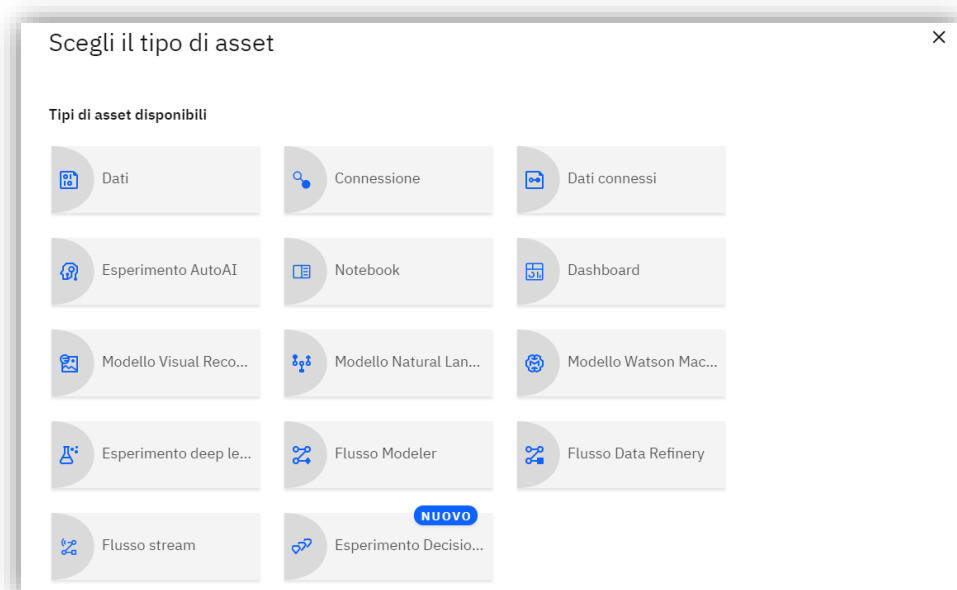 Scegli il tipo di asset
Tipi di asset disponibili
Dati
Connessione
Dati connessi
Esperimento AutoAI
Notebook
Dashboard
Modello Visual Reco...
Modello Natural Lan...
Modello Watson Mac...
Esperimento deep le...
Flusso Modeler
Flusso Data Refinery
Flusso stream
NUOVO
Esperimento Decisio...